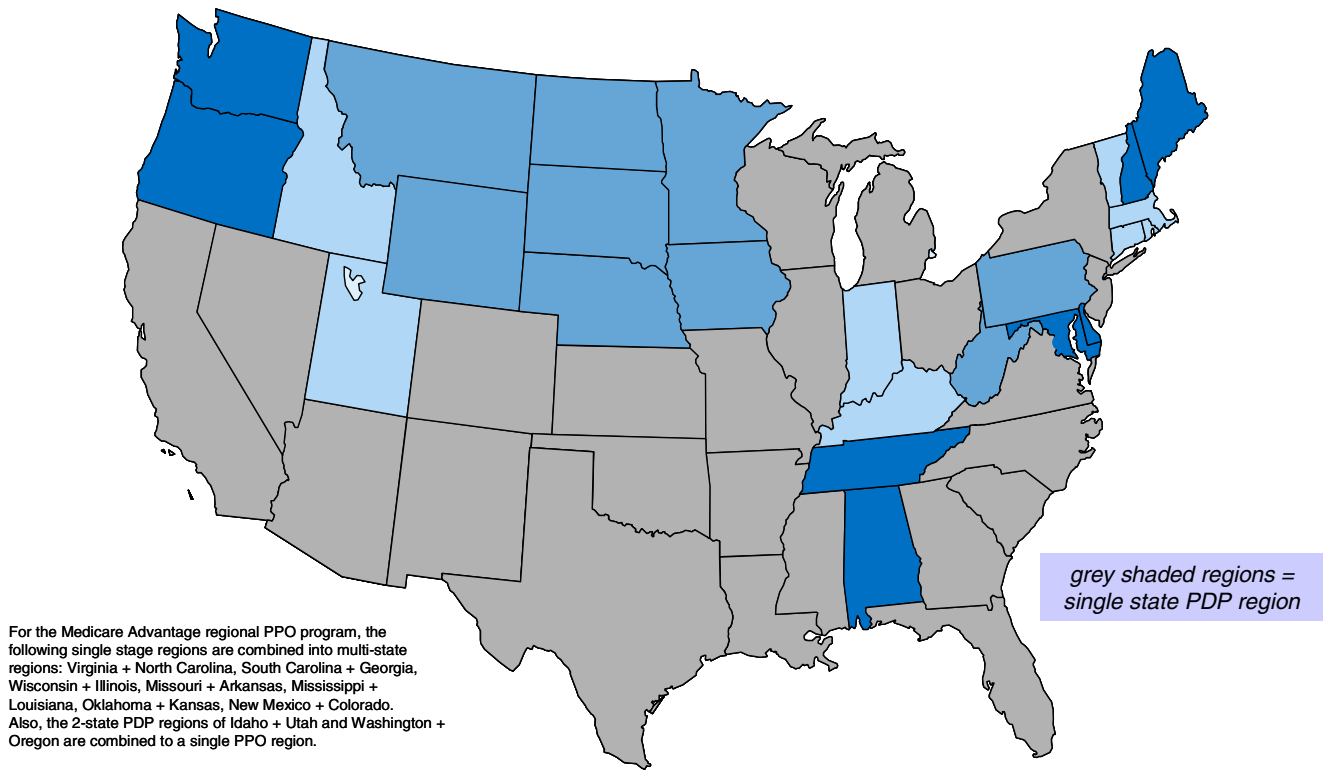 grey shaded regions =
single state PDP region
For the Medicare Advantage regional PPO program, the
following single stage regions are combined into multi-state
regions: Virginia + North Carolina, South Carolina + Georgia,
Wisconsin + Illinois, Missouri + Arkansas, Mississippi +
Louisiana, Oklahoma + Kansas, New Mexico + Colorado.
Also, the 2-state PDP regions of Idaho + Utah and Washington +
Oregon are combined to a single PPO region.